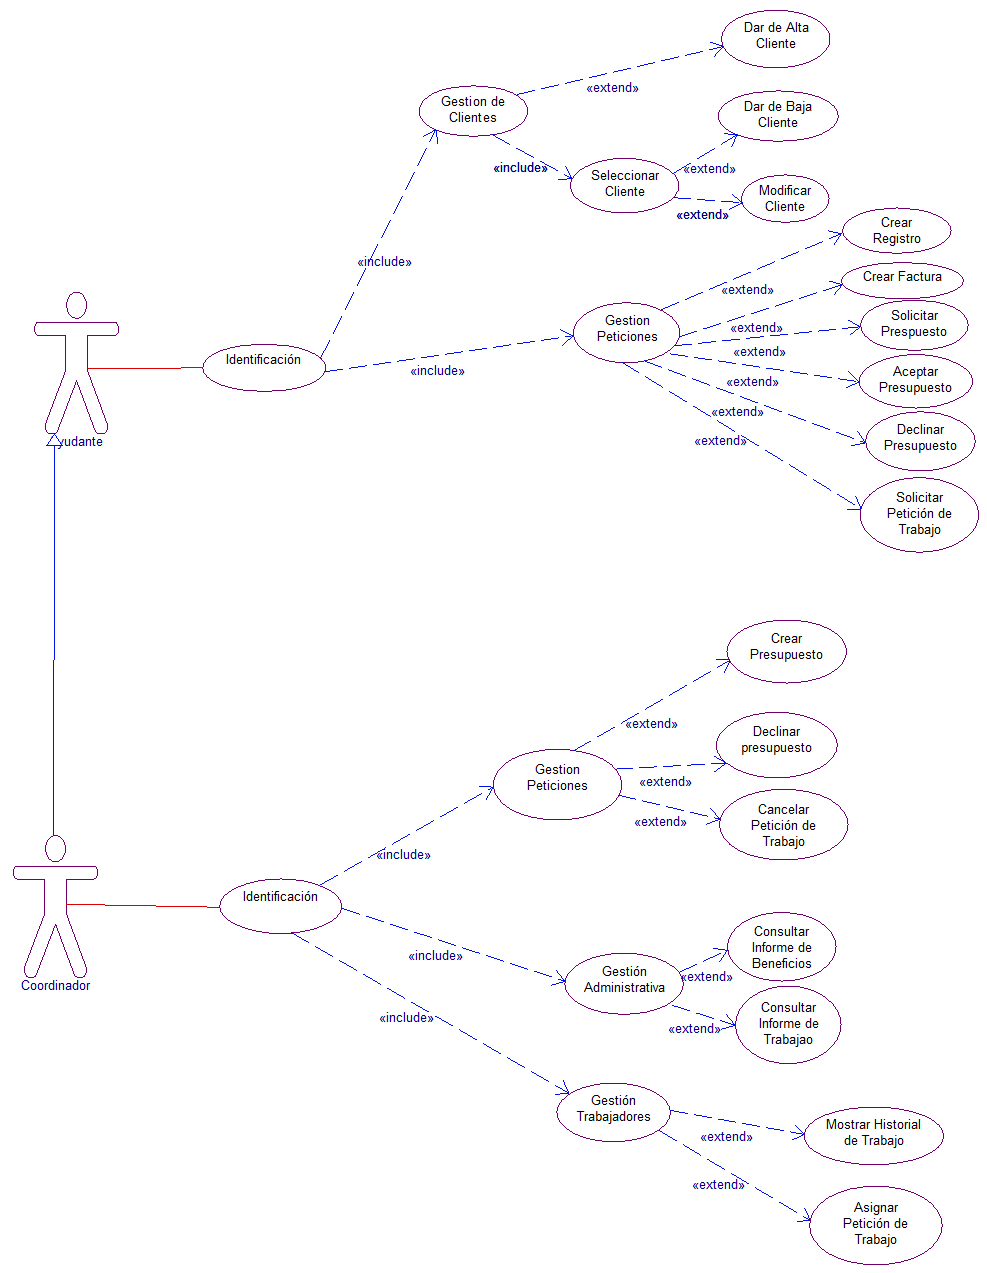 Dar de Alta
Cliente
«extend»
Gestion de
Clientes
Dar de Baja
Cliente
«include»
«extend»
Seleccionar
Cliente
Modificar
Cliente
«extend»
Crear
Registro
«include»
Crear Factura
«extend»
Gestion
Peticiones
Solicitar
Prespuesto
«extend»
Identificación
«extend»
«include»
Aceptar
Presupuesto
«extend»
«extend»
Declinar
Presupuesto
«extend»
yudante
Solicitar
Petición de
Trabajo
Crear
Presupuesto
«extend»
Declinar
presupuesto
Gestion
Peticiones
«extend»
Cancelar
Petición de
Trabajo
«extend»
«include»
Identificación
Consultar
Informe de
Beneficios
«include»
Gestión
Administrativa
«extend»
Coordinador
Consultar
Informe de
Trabajao
«include»
«extend»
Gestión
Trabajadores
Mostrar Historial
de Trabajo
«extend»
«extend»
Asignar
Petición de
Trabajo